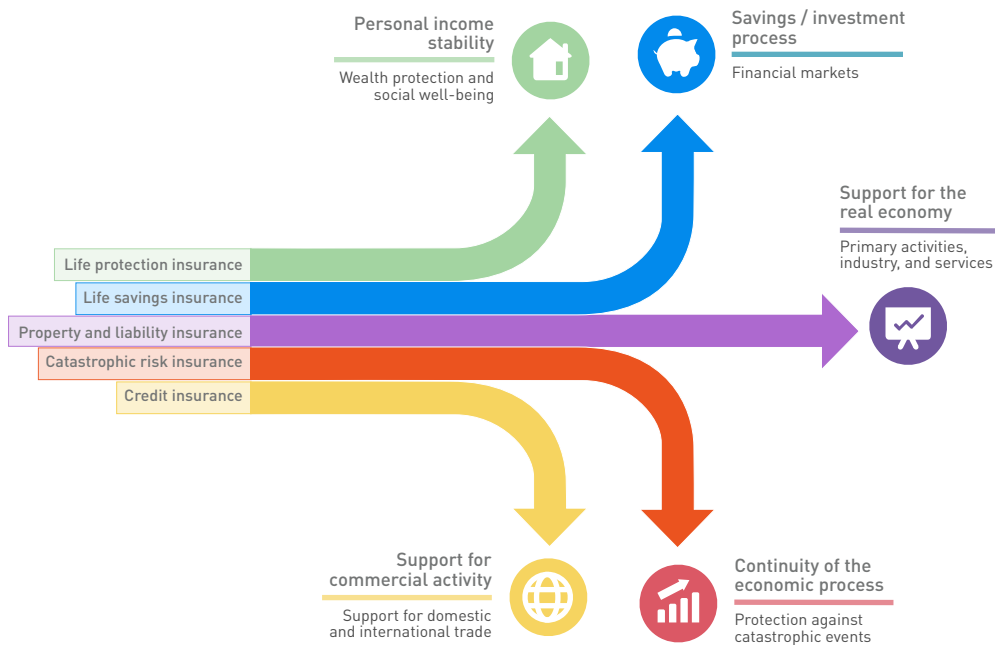 Personal income
stability
Wealth protection and
social well-being
Savings / investment
process
Financial markets
Support for the
real economy
Primary activities,
industry, and services
Life protection insurance
Life savings insurance
Property and liability insurance
Catastrophic risk insurance
Credit insurance
Support for
commercial activity
Support for domestic
and international trade
Continuity of the
economic process
Protection against
catastrophic events